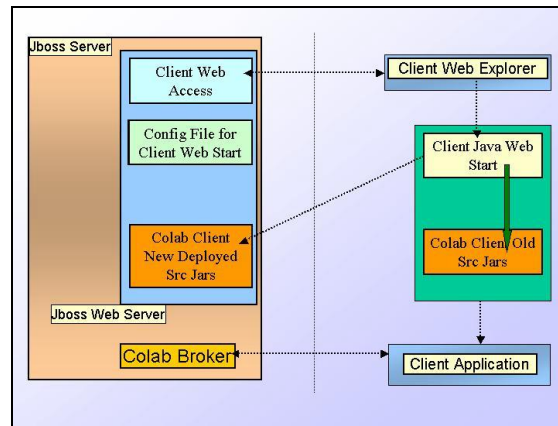 Jboss Server
Client Web
Access
Config File for
Client Web Start
Colab Client
New Deployed
Src Jars
Jboss Web Server
Colab Broker
Client Web Explorer
Client Java Web
Start
Colab Client Old
Src Jars
Client Application